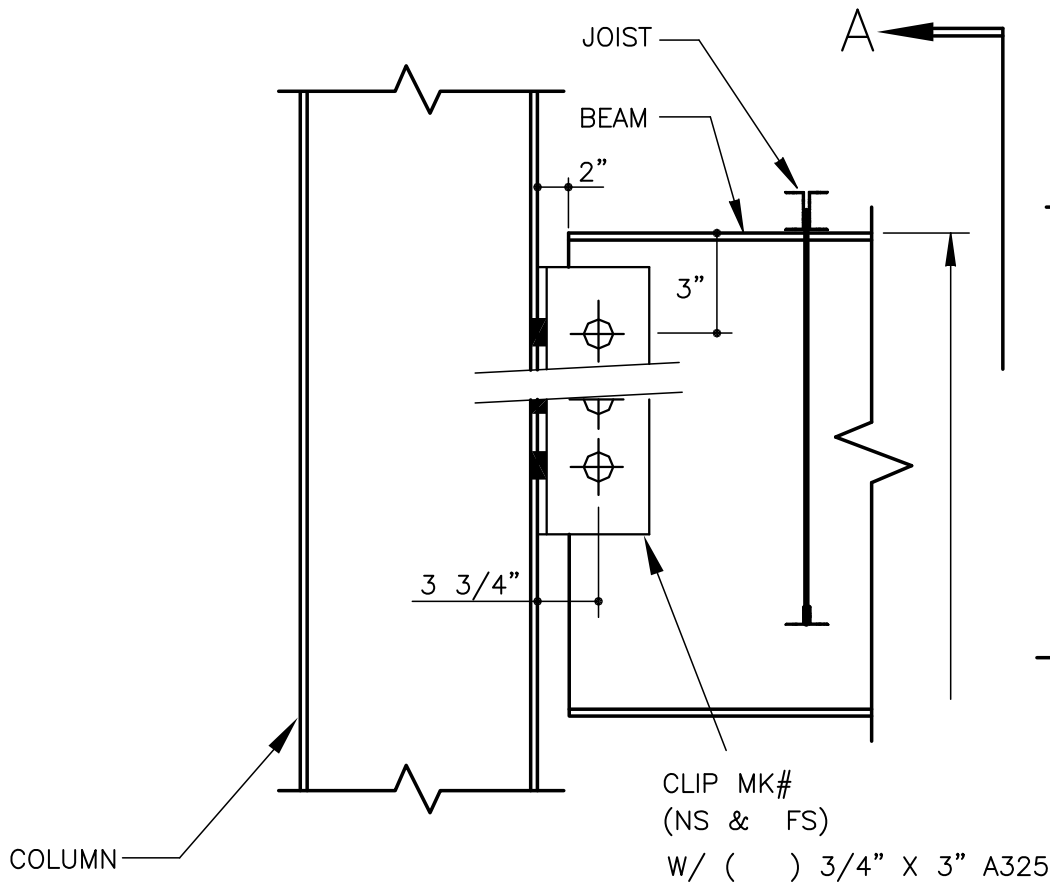 JOIST
A
BEAM
2”
3”
3 3/4”
CLIP MK#
(NS & FS)
W/ ( ) 3/4” X 3” A325
COLUMN